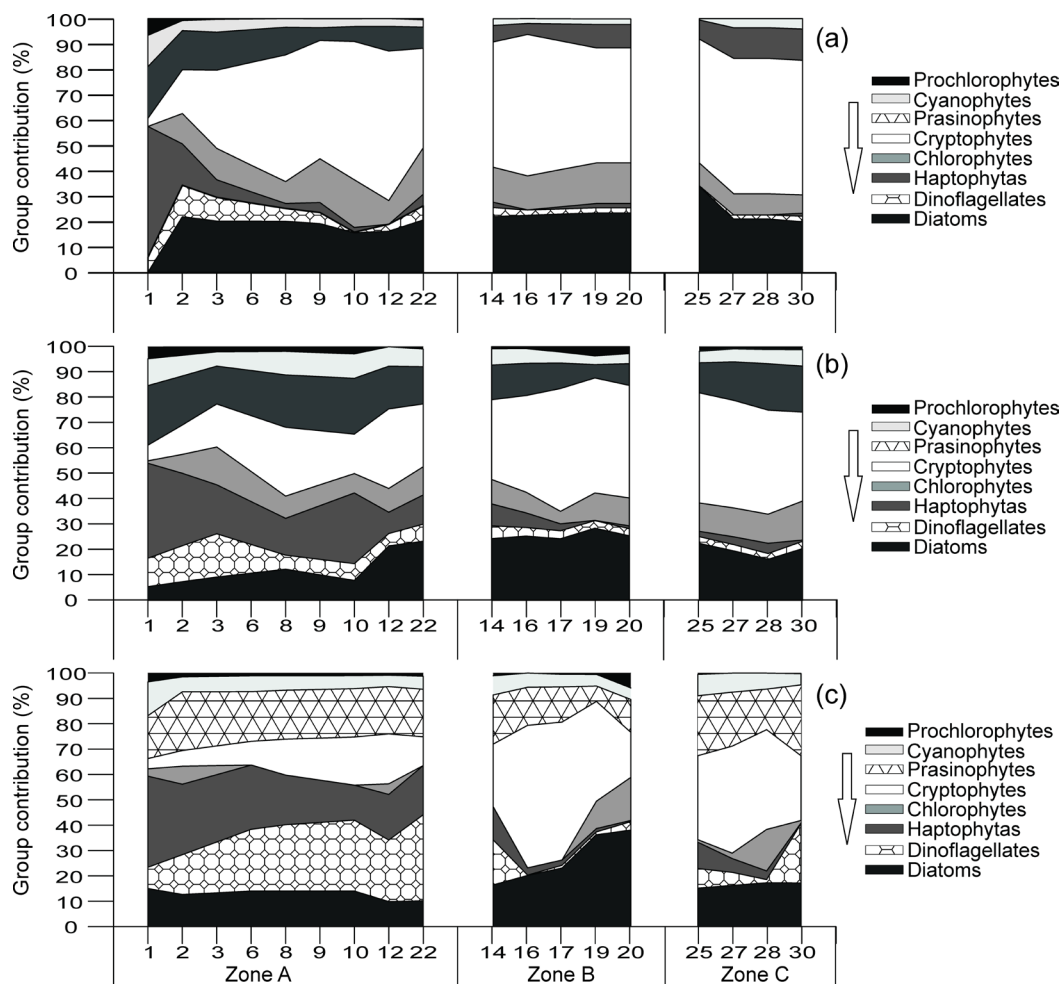 Group contribution (%)
100
90
80
70
60
50
40
30
20
10
0
(a)
Prochlorophytes
Cyanophytes
Prasinophytes
Cryptophytes
Chlorophytes
Haptophytas
Dinoflagellates
Diatoms
1 2 3 6 8 9 10 12 22 14 16 17 19 20 25 27 28 30
Group contribution (%)
100
90
80
70
60
50
40
30
20
10
0
(b)
Prochlorophytes
Cyanophytes
Prasinophytes
Cryptophytes
Chlorophytes
Haptophytas
Dinoflagellates
Diatoms
1 2 3 6 8 9 10 12 22 14 16 17 19 20 25 27 28 30
Group contribution (%)
100
90
80
70
60
50
40
30
20
10
0
(c)
Prochlorophytes
Cyanophytes
Prasinophytes
Cryptophytes
Chlorophytes
Haptophytas
Dinoflagellates
Diatoms
1 2 3 6 8 9 10 12 22 14 16 17 19 20 25 27 28 30
Zone A Zone B Zone C